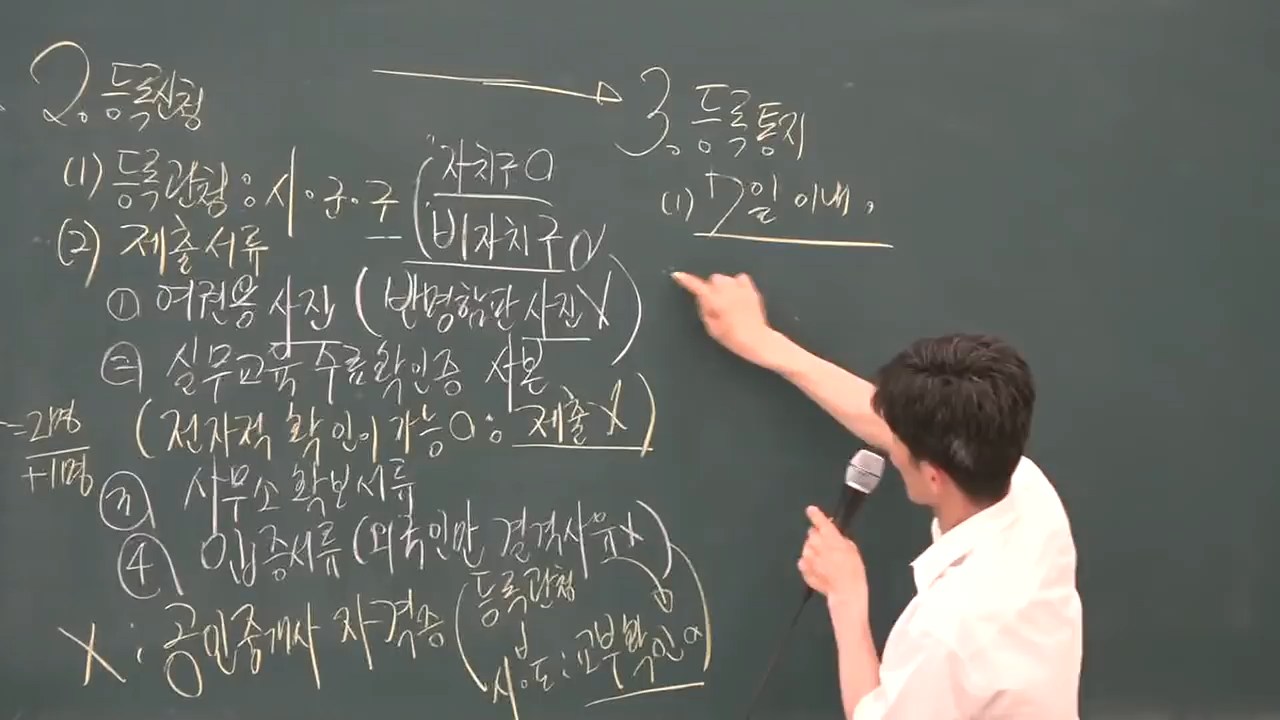 2. 등록신청
(1) 등록관청 : 시·군·구 (자치구 O
비자치구 O
(2) 제출서류
① 여권용 사진 (반명함판 사진 X)
② 실무교육 수료확인증 사본
(전자적 확인이 가능 O : 제출 X)
=2명
+1명
③ 사무소 확보서류
④ 입증서류 (외국인만 결격사유 X)
X : 공인중개사 자격증 (등록관청
시·도 : 교부확인 O)
3. 등록통지
(1) 7일 이내,